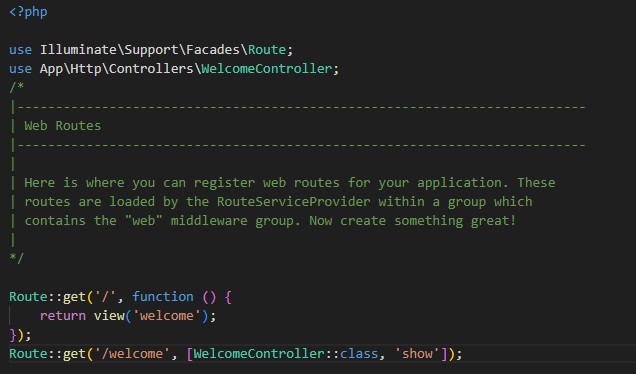 <?php
use Illuminate\Support\Facades\Route;
use App\Http\Controllers\WelcomeController;
/*
|--------------------------------------------------------------------------
| Web Routes
|--------------------------------------------------------------------------
|
| Here is where you can register web routes for your application. These
| routes are loaded by the RouteServiceProvider within a group which
| contains the "web" middleware group. Now create something great!
|
*/
Route::get('/', function () {
    return view('welcome');
});
Route::get('/welcome', [WelcomeController::class, 'show']);